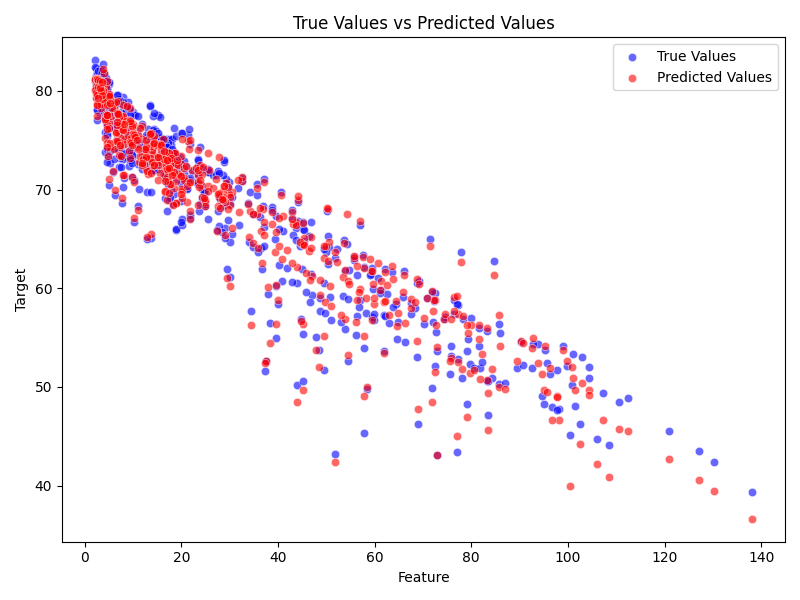 True Values vs Predicted Values
True Values
Predicted Values
80
70
60
50
40
0 20 40 60 80 100 120 140
Target
Feature